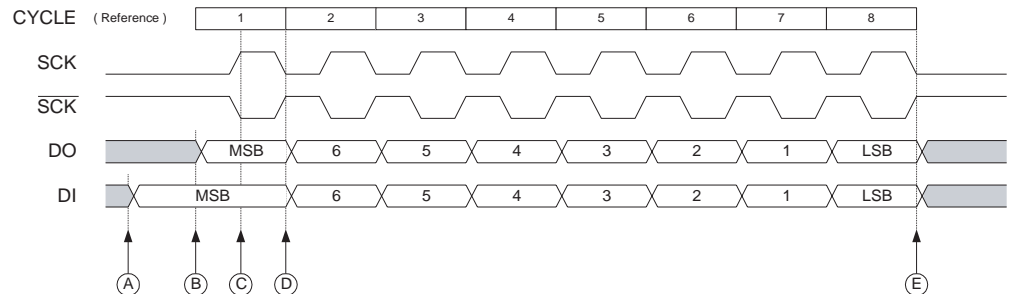 CYCLE ( Reference ) 1 2 3 4 5 6 7 8
SCK
SCK
DO MSB 6 5 4 3 2 1 LSB
DI MSB 6 5 4 3 2 1 LSB
A B C D E